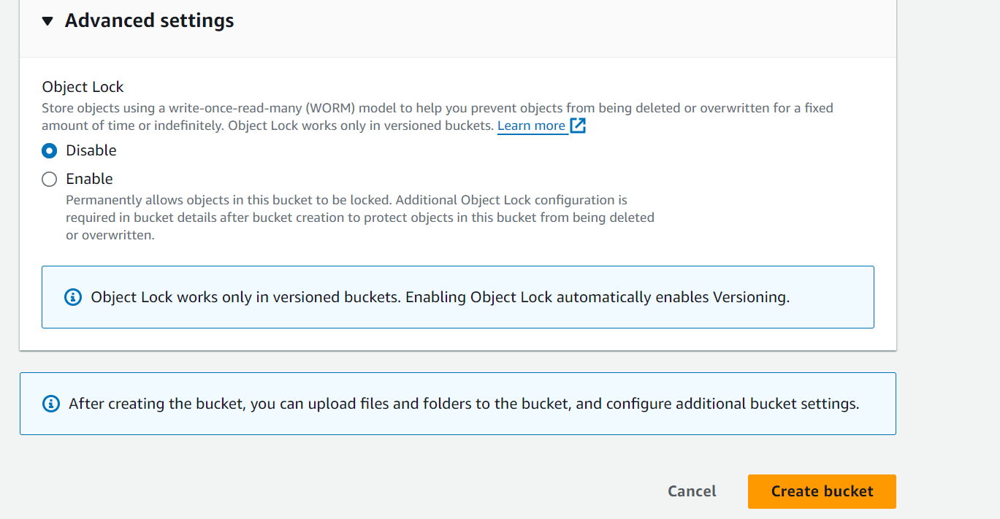 Advanced settings
Object Lock
Store objects using a write-once-read-many (WORM) model to help you prevent objects from being deleted or overwritten for a fixed
amount of time or indefinitely. Object Lock works only in versioned buckets. Learn more
Disable
Enable
Permanently allows objects in this bucket to be locked. Additional Object Lock configuration is
required in bucket details after bucket creation to protect objects in this bucket from being deleted
or overwritten.
Object Lock works only in versioned buckets. Enabling Object Lock automatically enables Versioning.
After creating the bucket, you can upload files and folders to the bucket, and configure additional bucket settings.
Cancel Create bucket